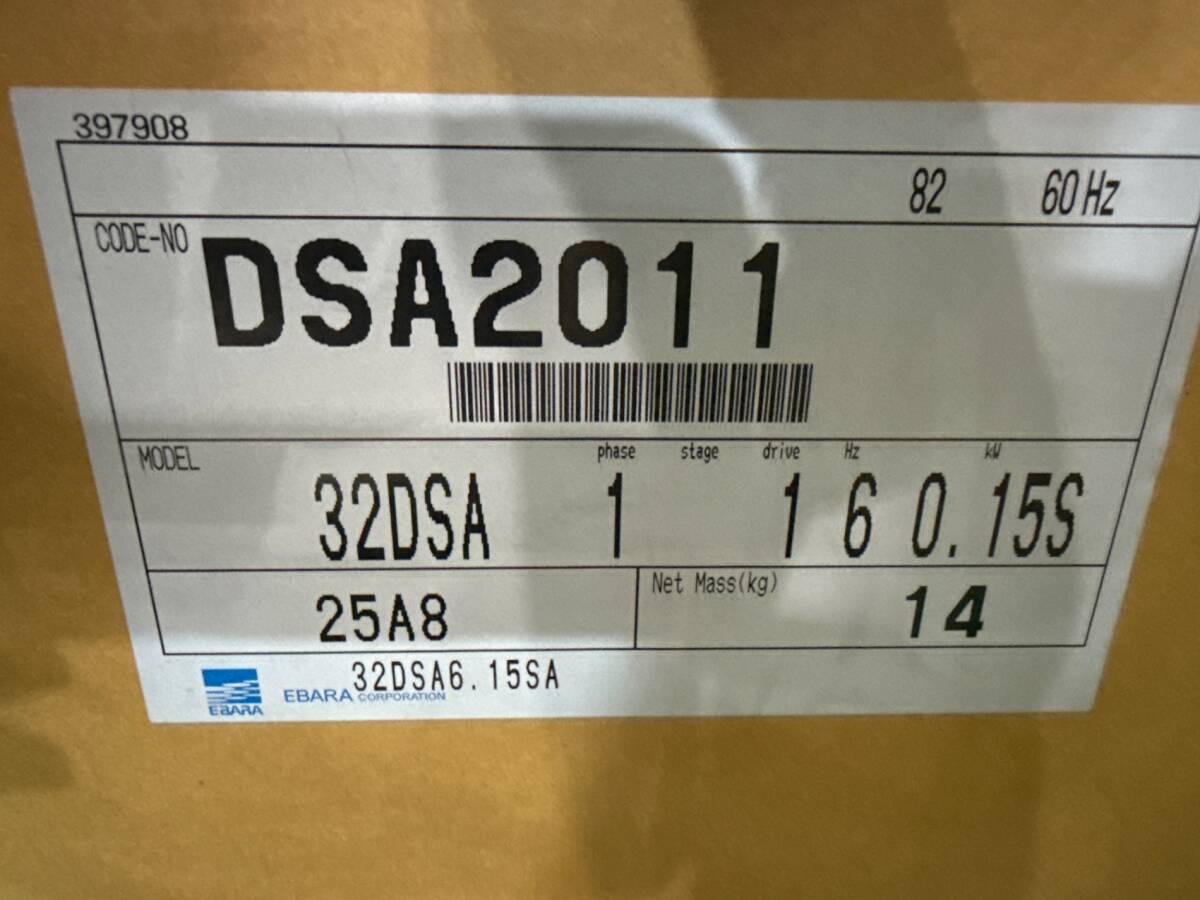 397908
82 60Hz
CODE-NO DSA2011
MODEL phase stage drive Hz kW
32DSA 1 1 6 0.15S
25A8 Net Mass(kg) 14
32DSA6.15SA
EBARA EBARA CORPORATION